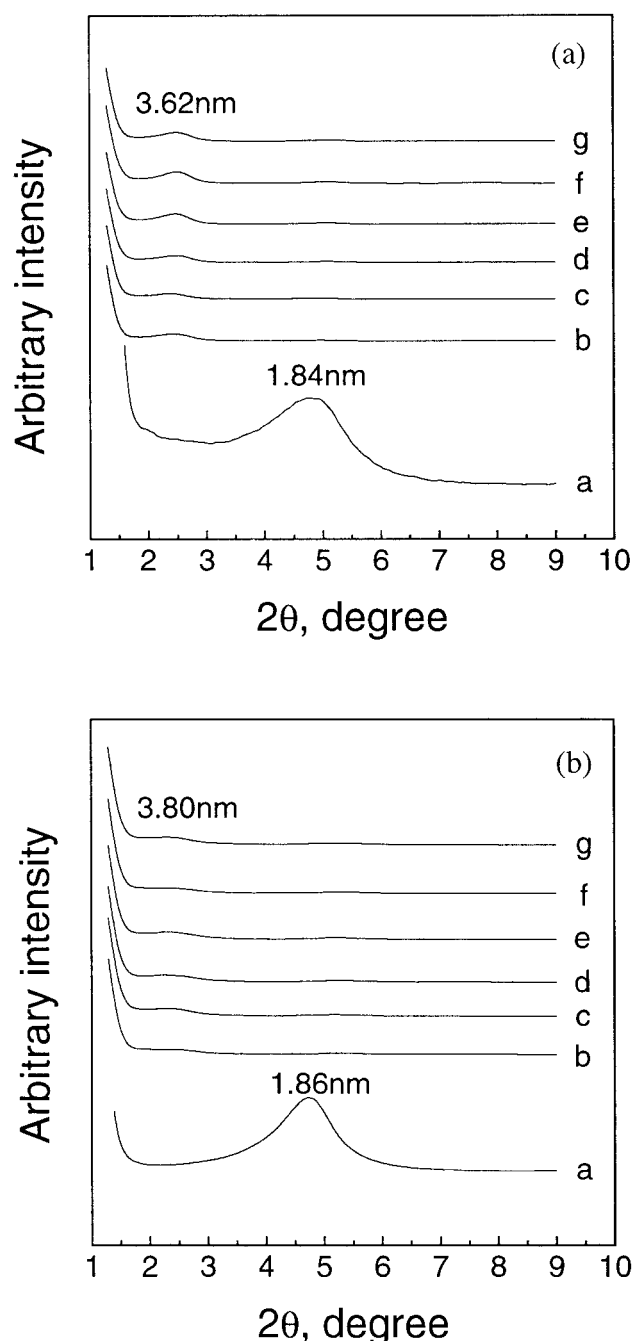 (a)
3.62nm
g
f
e
d
c
b
1.84nm
a
Arbitrary intensity
1 2 3 4 5 6 7 8 9 10
2θ, degree
(b)
3.80nm
g
f
e
d
c
b
1.86nm
a
Arbitrary intensity
1 2 3 4 5 6 7 8 9 10
2θ, degree